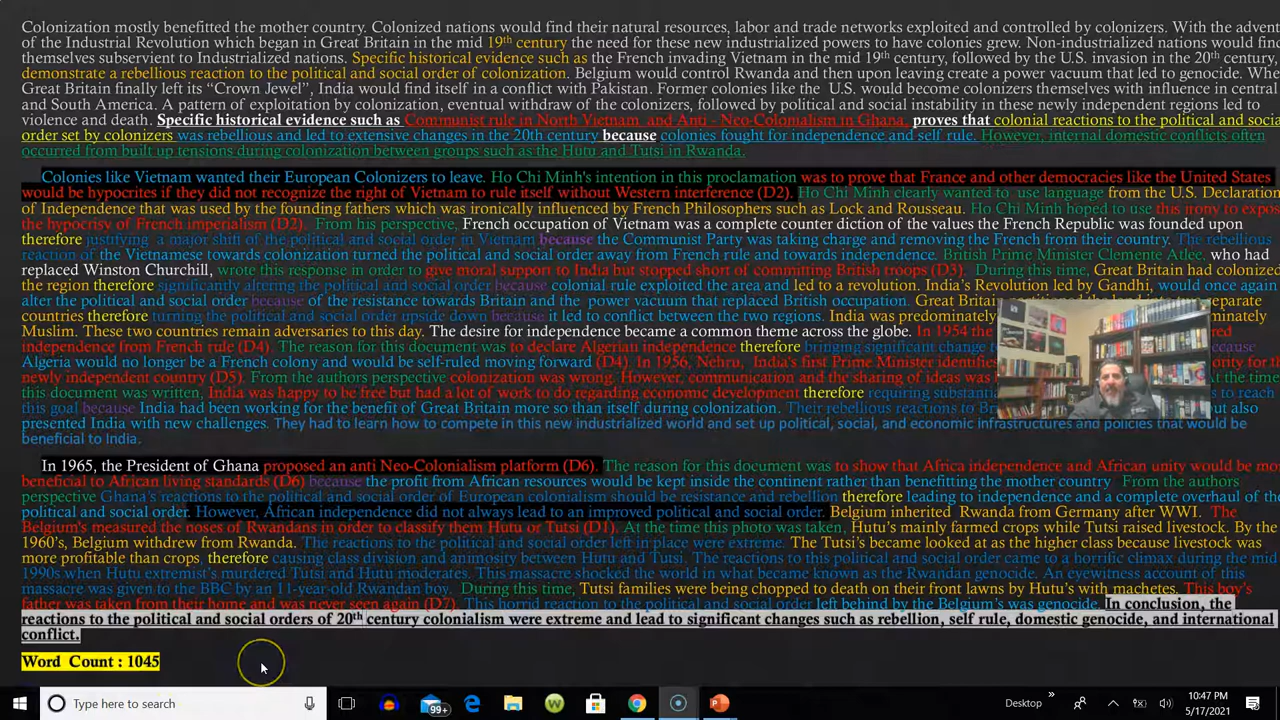 Colonization mostly benefitted the mother country. Colonized nations would find their natural resources, labor and trade networks exploited and controlled by colonizers. With the advent
of the Industrial Revolution which began in Great Britain in the mid 19th century the need for these new industrialized powers to have colonies grew. Non-industrialized nations would find
themselves subservient to Industrialized nations. Specific historical evidence such as the French invading Vietnam in the mid 19th century, followed by the U.S. invasion in the 20th century,
demonstrate a rebellious reaction to the political and social order of colonization. Belgium would control Rwanda and then upon leaving create a power vacuum that led to genocide. Whe
Great Britain finally left its “Crown Jewel”, India would find itself in a conflict with Pakistan. Former colonies like the U.S. would become colonizers themselves with influence in central
and South America. A pattern of exploitation by colonization, eventual withdraw of the colonizers, followed by political and social instability in these newly independent regions led to
violence and death. Specific historical evidence such as Communist rule in North Vietnam and Anti - Neo-Colonialism in Ghana, proves that colonial reactions to the political and socia
order set by colonizers was rebellious and led to extensive changes in the 20th century because colonies fought for independence and self rule. However, internal domestic conflicts often
occurred from built up tensions during colonization between groups such as the Hutu and Tutsi in Rwanda.
Colonies like Vietnam wanted their European Colonizers to leave. Ho Chi Minh's intention in this proclamation was to prove that France and other democracies like the United States
would be hypocrites if they did not recognize the right of Vietnam to rule itself without Western interference (D2). Ho Chi Minh clearly wanted to use language from the U.S. Declaration
of Independence that was used by the founding fathers which was ironically influenced by French Philosophers such as Lock and Rousseau. Ho Chi Minh hoped to use this irony to expos
the hypocrisy of French imperialism (D2). From his perspective, French occupation of Vietnam was a complete counter diction of the values the French Republic was founded upon
therefore justifying a major shift of the political and social order in Vietnam because the Communist Party was taking charge and removing the French from their country. The rebellious
reaction of the Vietnamese towards colonization turned the political and social order away from French rule and towards independence. British Prime Minister Clemente Atlee, who had
replaced Winston Churchill, wrote this response in order to give moral support to India but stopped short of committing British troops (D3). During this time, Great Britain had colonized
the region therefore significantly altering the political and social order because colonial rule exploited the area and led to a revolution. India's Revolution led by Gandhi, would once again
alter the political and social order because of the resistance towards Britain and the power vacuum that replaced British occupation. Great Britain separate
countries therefore turning the political and social order upside down because it led to conflict between the two regions. India was predominately
Muslim. These two countries remain adversaries to this day. The desire for independence became a common theme across the globe. In 1954 the
independence from French rule (D4). The reason for this document was to declare Algerian independence therefore bringing significant change because
Algeria would no longer be a French colony and would be self-ruled moving forward (D4). In 1956, Nehru, India's first Prime Minister for the
newly independent country (D5). From the authors perspective colonization was wrong. However, communication and the sharing of ideas was At the time
this document was written, India was happy to be free but had a lot of work to do regarding economic development therefore requiring to reach
this goal because India had been working for the benefit of Great Britain more so than itself during colonization. Their rebellious reactions to but also
presented India with new challenges. They had to learn how to compete in this new industrialized world and set up political, social, and economic infrastructures and policies that would be
beneficial to India.
In 1965, the President of Ghana proposed an anti Neo-Colonialism platform (D6). The reason for this document was to show that Africa independence and African unity would be mor
beneficial to African living standards (D6) because the profit from African resources would be kept inside the continent rather than benefitting the mother country From the authors
perspective Ghana's reactions to the political and social order of European colonialism should be resistance and rebellion therefore leading to independence and a complete overhaul of the
political and social order. However, African independence did not always lead to an improved political and social order. Belgium inherited Rwanda from Germany after WWI. The
Belgium's measured the noses of Rwandans in order to classify them Hutu or Tutsi (D1). At the time this photo was taken, Hutu's mainly farmed crops while Tutsi raised livestock. By the
1960's, Belgium withdrew from Rwanda. The reactions to the political and social order left in place were extreme. The Tutsi's became looked at as the higher class because livestock was
more profitable than crops, therefore causing class division and animosity between Hutu and Tutsi. The reactions to this political and social order came to a horrific climax during the mid
1990s when Hutu extremist's murdered Tutsi and Hutu moderates. This massacre shocked the world in what became known as the Rwandan genocide. An eyewitness account of this
massacre was given to the BBC by an 11-year-old Rwandan boy. During this time, Tutsi families were being chopped to death on their front lawns by Hutu's with machetes. This boy's
father was taken from their home and was never seen again (D7). This horrid reaction to the political and social order left behind by the Belgium's was genocide. In conclusion, the
reactions to the political and social orders of 20th century colonialism were extreme and lead to significant changes such as rebellion, self rule, domestic genocide, and international
conflict.
Word Count : 1045
Type here to search
99+
Desktop
10:47 PM
5/17/2021